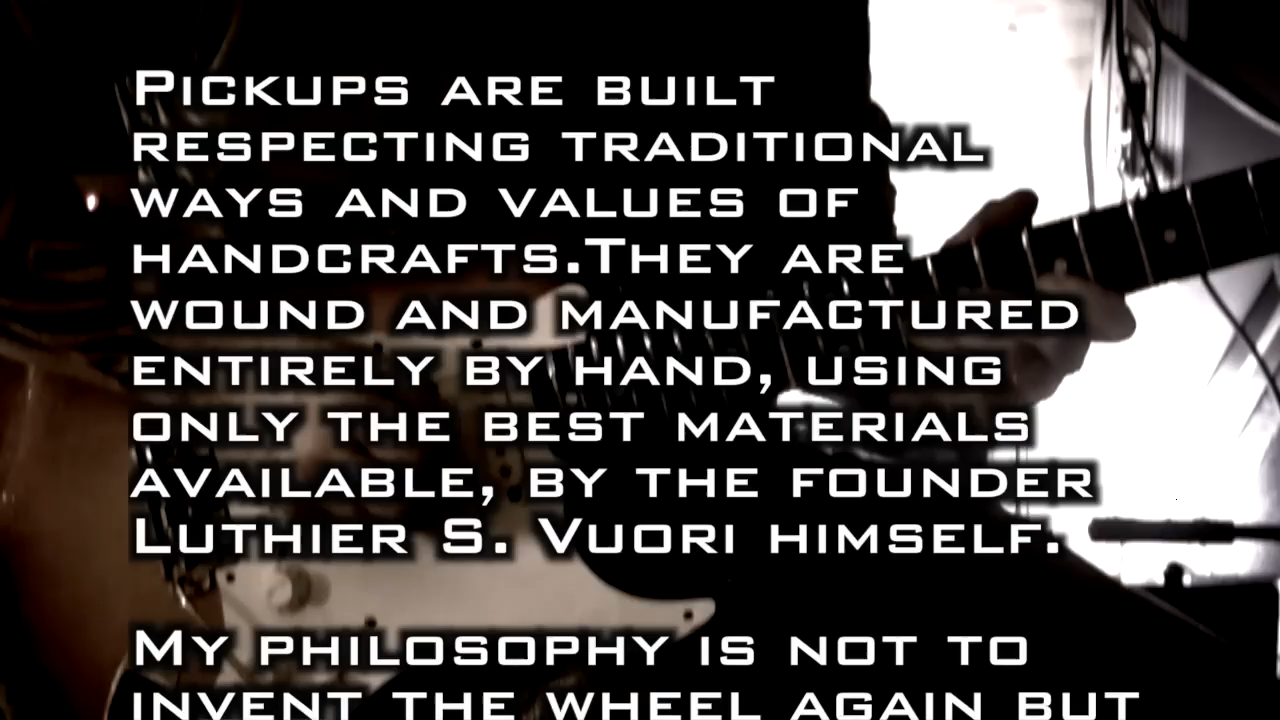 Pickups are built
respecting traditional
ways and values of
handcrafts.They are
wound and manufactured
entirely by hand, using
only the best materials
available, by the founder
Luthier S. Vuori himself.
My philosophy is not to
invent the wheel again but